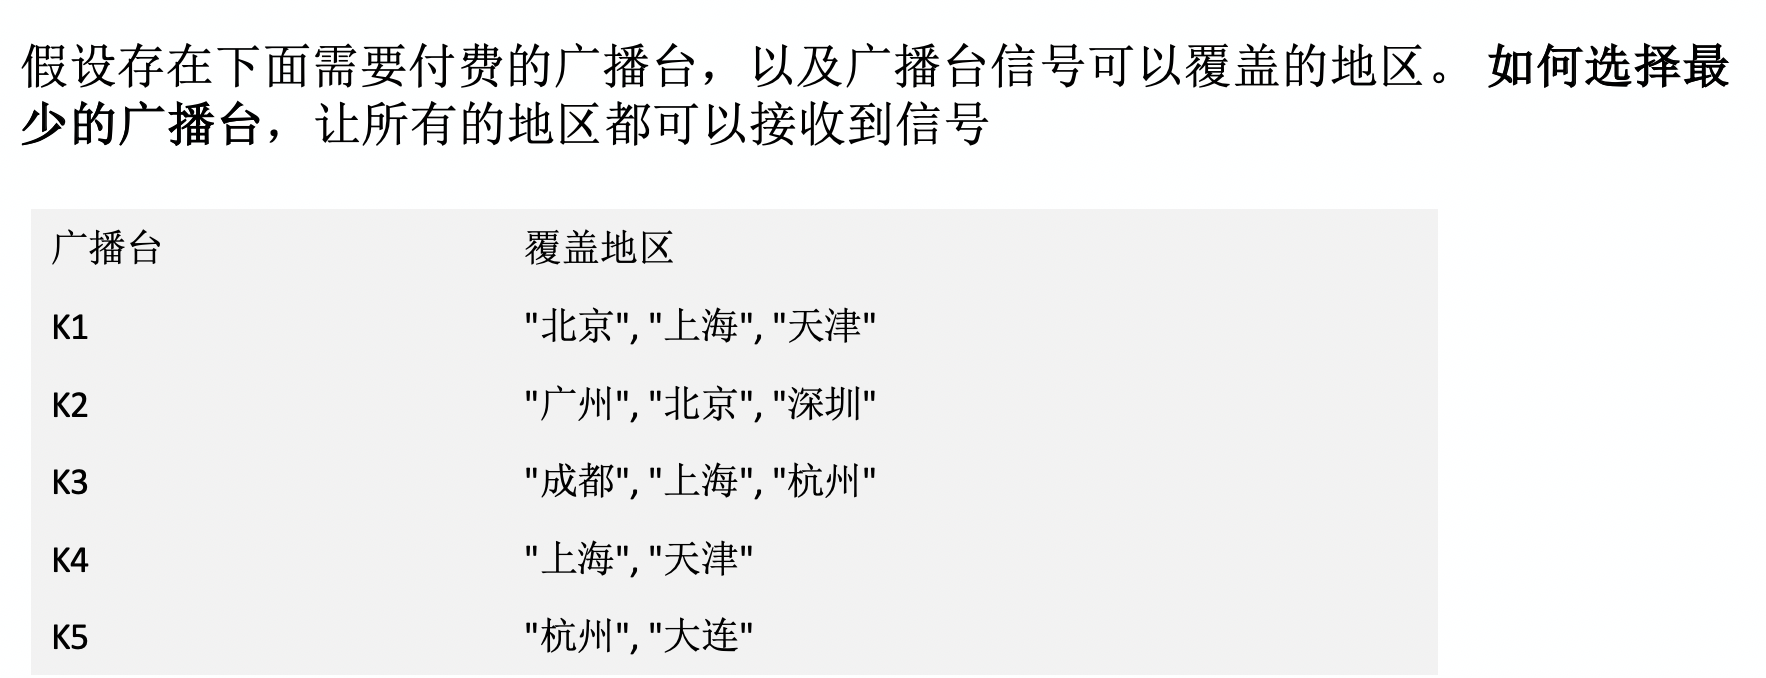 假设存在下面需要付费的广播台，以及广播台信号可以覆盖的地区。 如何选择最
少的广播台，让所有的地区都可以接收到信号
广播台 覆盖地区
K1 "北京", "上海", "天津"
K2 "广州", "北京", "深圳"
K3 "成都", "上海", "杭州"
K4 "上海", "天津"
K5 "杭州", "大连"